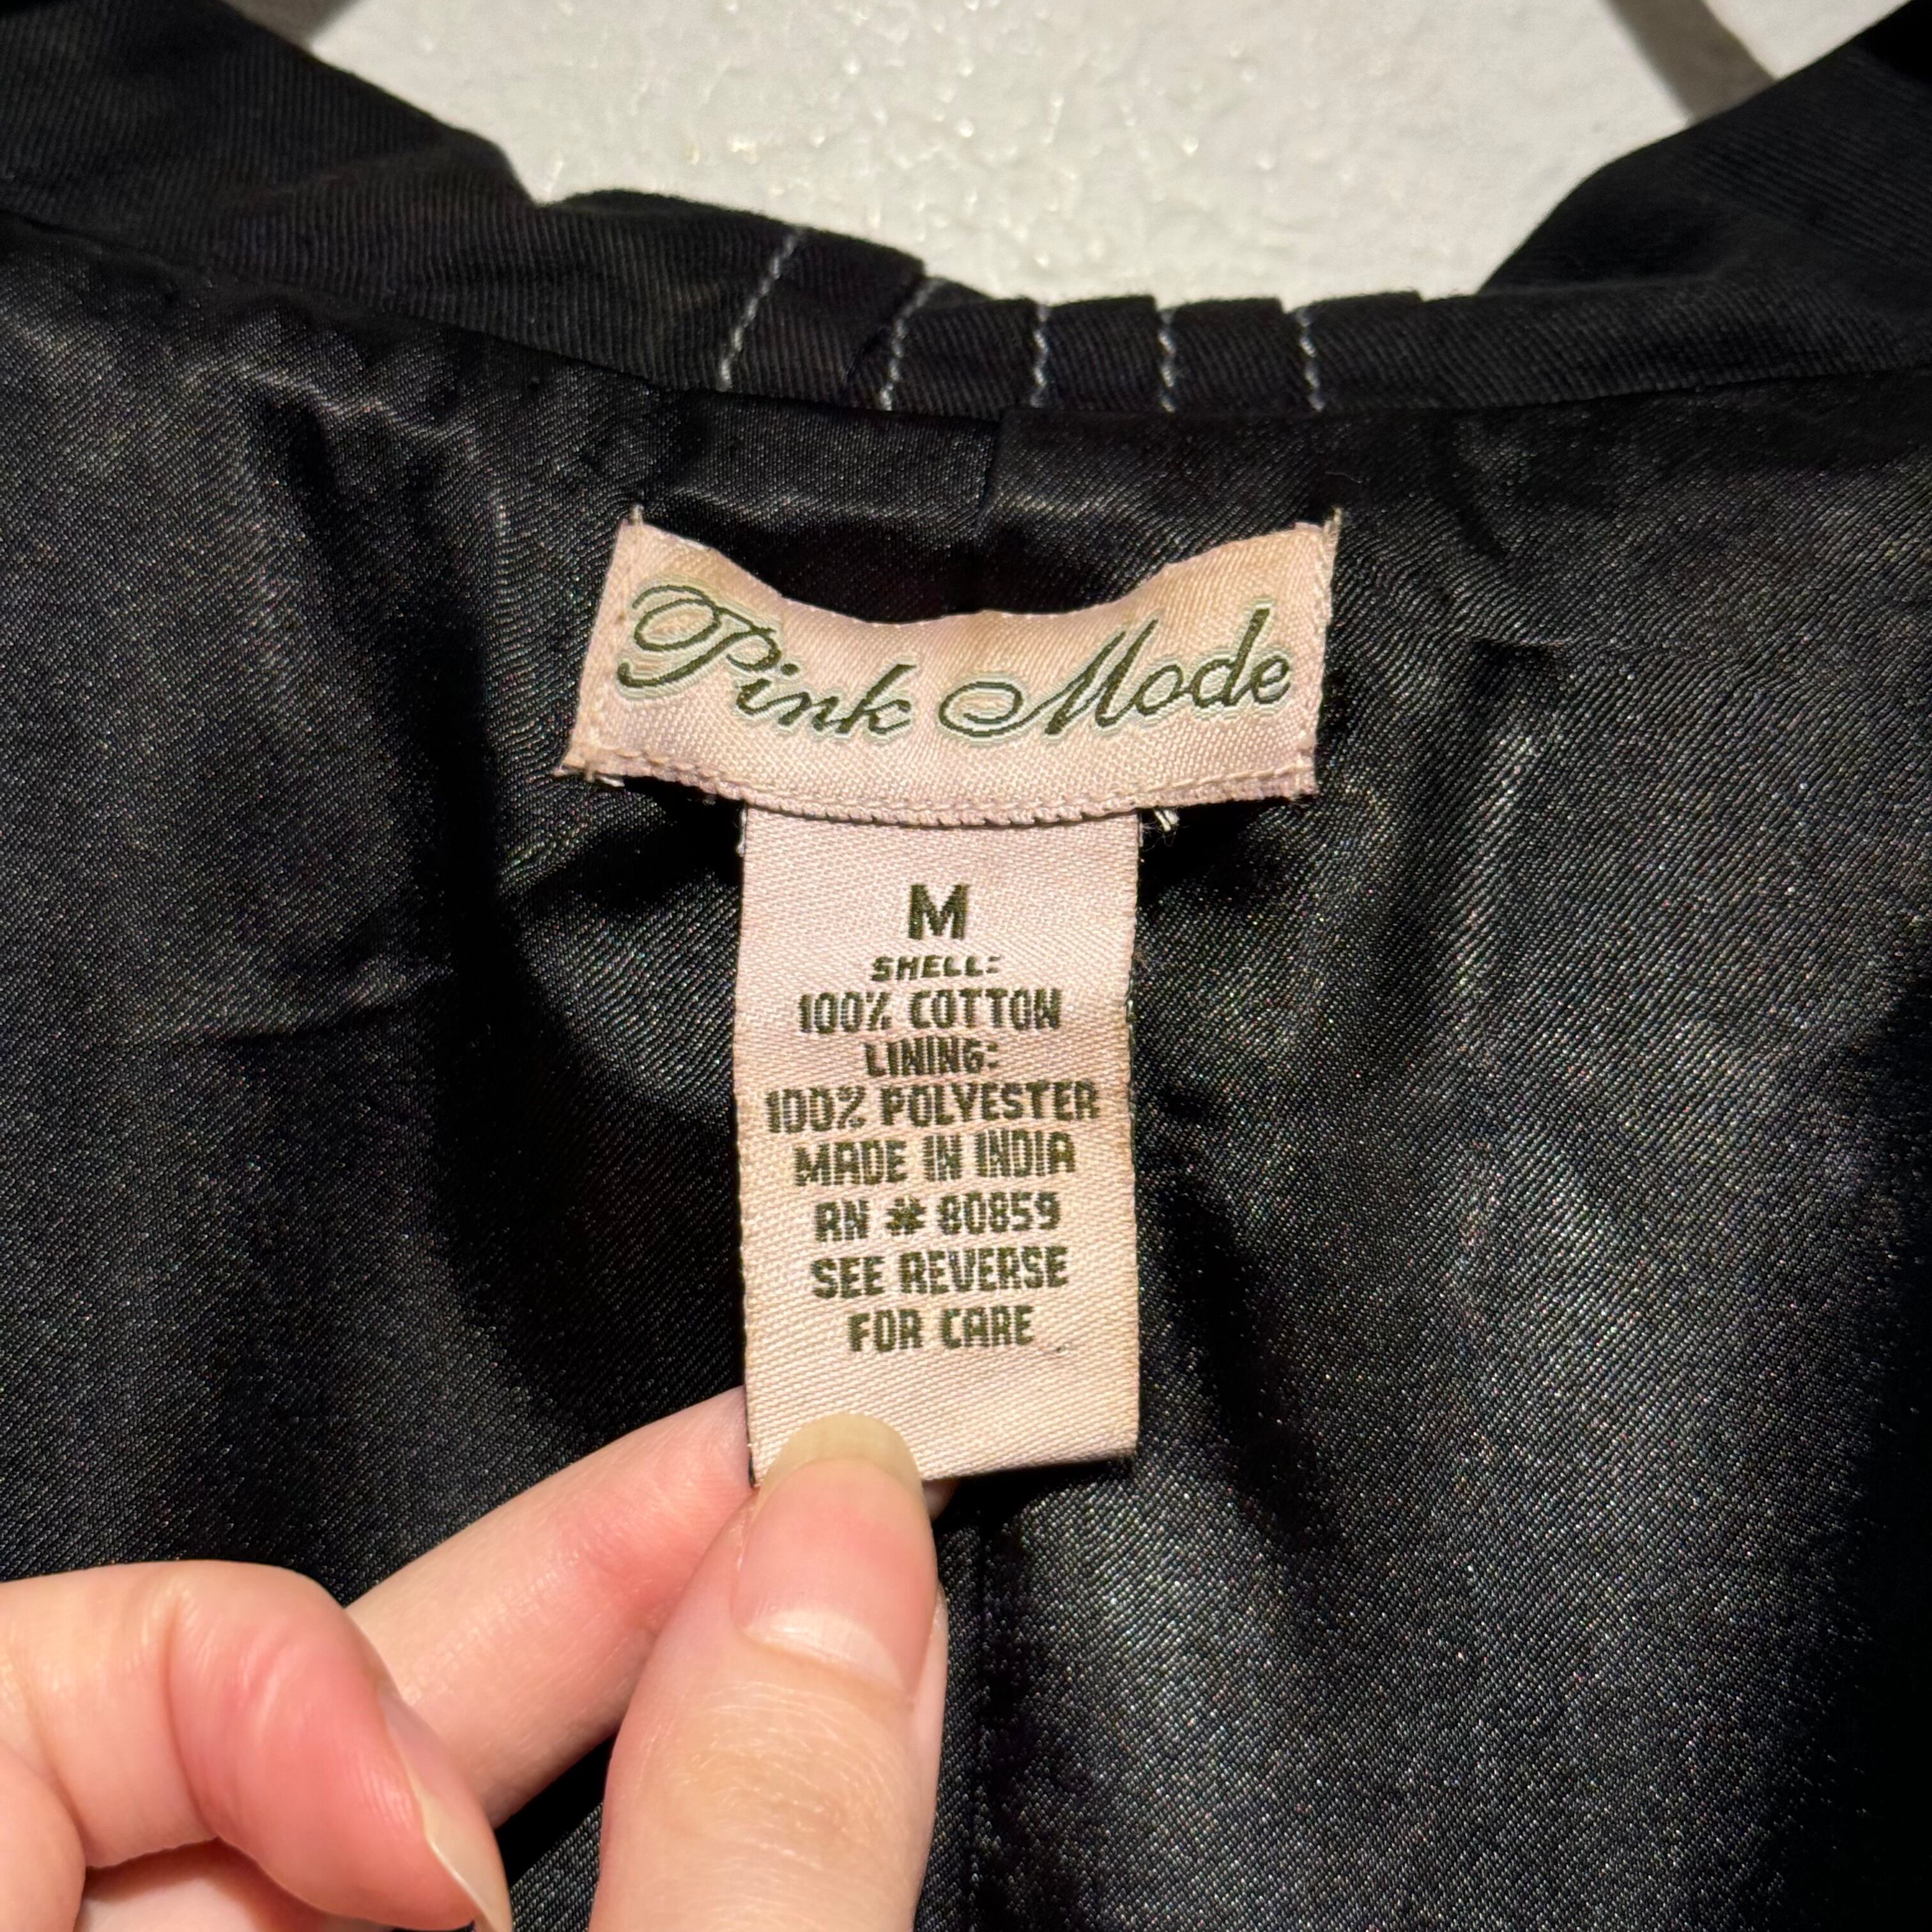 Pink Mode
M
SHELL:
100% COTTON
LINING:
100% POLYESTER
MADE IN INDIA
RN # 80859
SEE REVERSE
FOR CARE